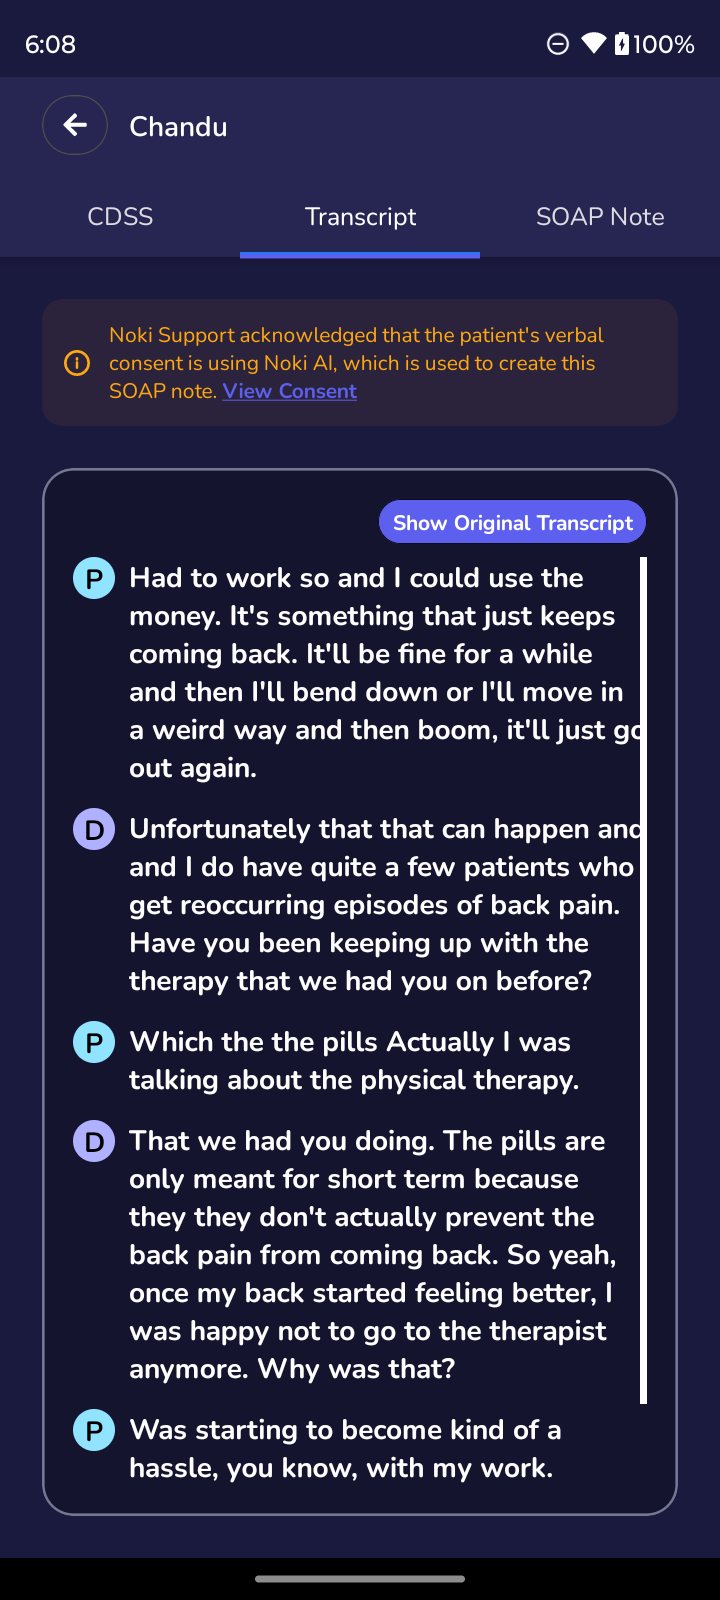 6:08
100%
Chandu
CDSS
Transcript
SOAP Note
Noki Support acknowledged that the patient's verbal
consent is using Noki AI, which is used to create this
SOAP note. View Consent
Show Original Transcript
P
Had to work so and I could use the
money. It's something that just keeps
coming back. It'll be fine for a while
and then I'll bend down or I'll move in
a weird way and then boom, it'll just go
out again.
D
Unfortunately that that can happen and
and I do have quite a few patients who
get reoccurring episodes of back pain.
Have you been keeping up with the
therapy that we had you on before?
P
Which the the pills Actually I was
talking about the physical therapy.
D
That we had you doing. The pills are
only meant for short term because
they they don't actually prevent the
back pain from coming back. So yeah,
once my back started feeling better, I
was happy not to go to the therapist
anymore. Why was that?
P
Was starting to become kind of a
hassle, you know, with my work.